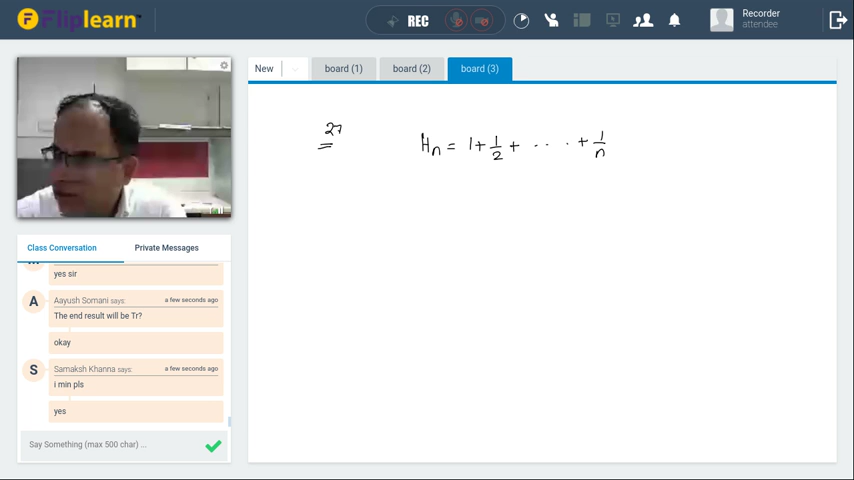 Fliplearn
REC
Recorder
attendee
New
board (1)
board (2)
board (3)
27
Hn = 1 + 1/2 + ... . + 1/n
Class Conversation
Private Messages
yes sir
A
Aayush Somani says:
a few seconds ago
The end result will be Tr?
okay
S
Samaksh Khanna says:
a few seconds ago
i min pls
yes
Say Something (max 500 char) ...